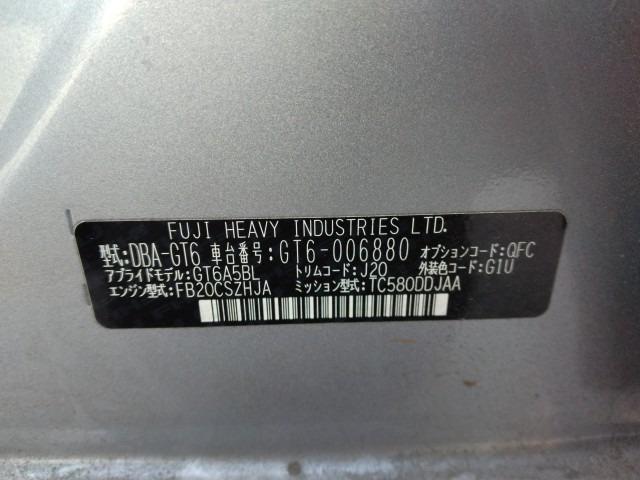 FUJI HEAVY INDUSTRIES LTD.
型式:DBA-GT6 車台番号:GT6-006880 オプションコード:QFC
アプライドモデル:GT6A5BL トリムコード:J20 外装色コード:G1U
エンジン型式:FB20CSZHJA ミッション型式:TC580DDJAA